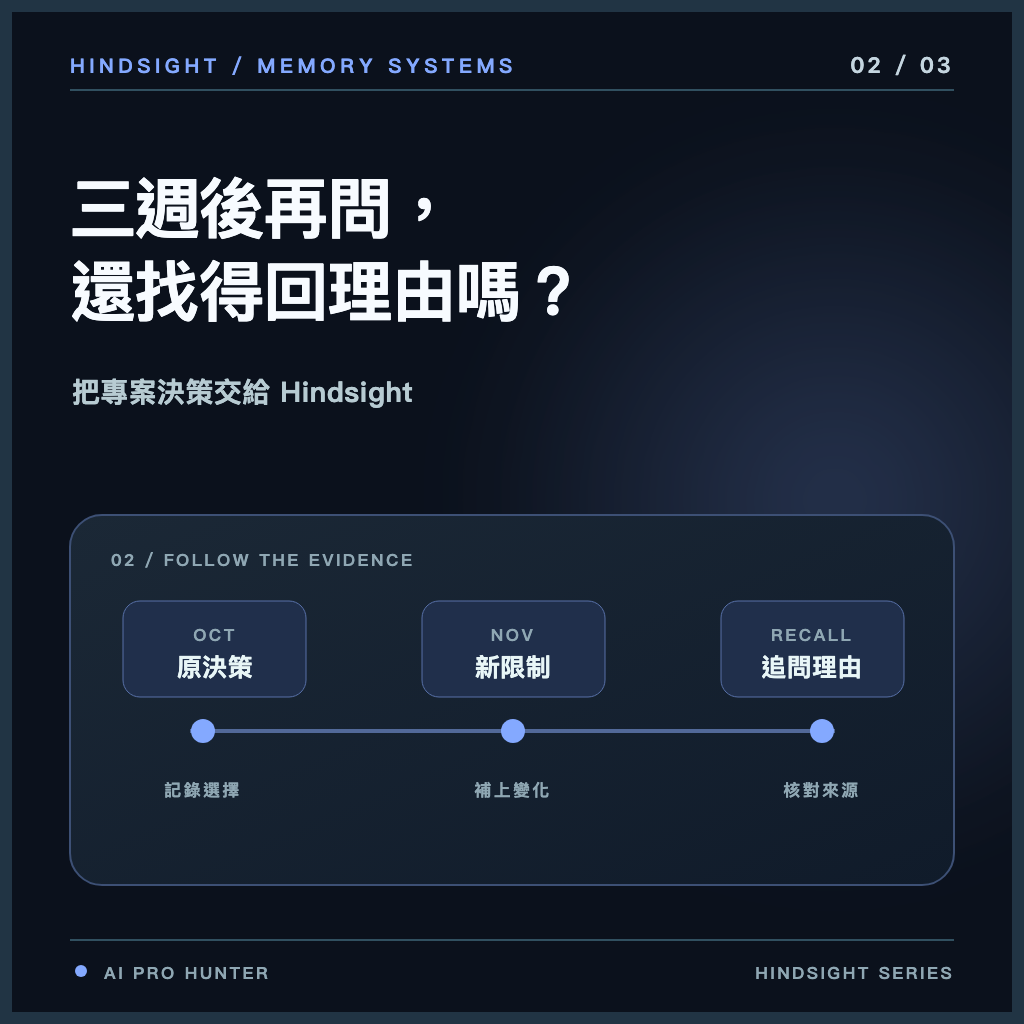 HINDSIGHT / MEMORY SYSTEMS
02 / 03
三週後再問，
還找得回理由嗎？
把專案決策交給 Hindsight
02 / FOLLOW THE EVIDENCE
OCT
原決策
NOV
新限制
RECALL
追問理由
記錄選擇
補上變化
核對來源
AI PRO HUNTER
HINDSIGHT SERIES